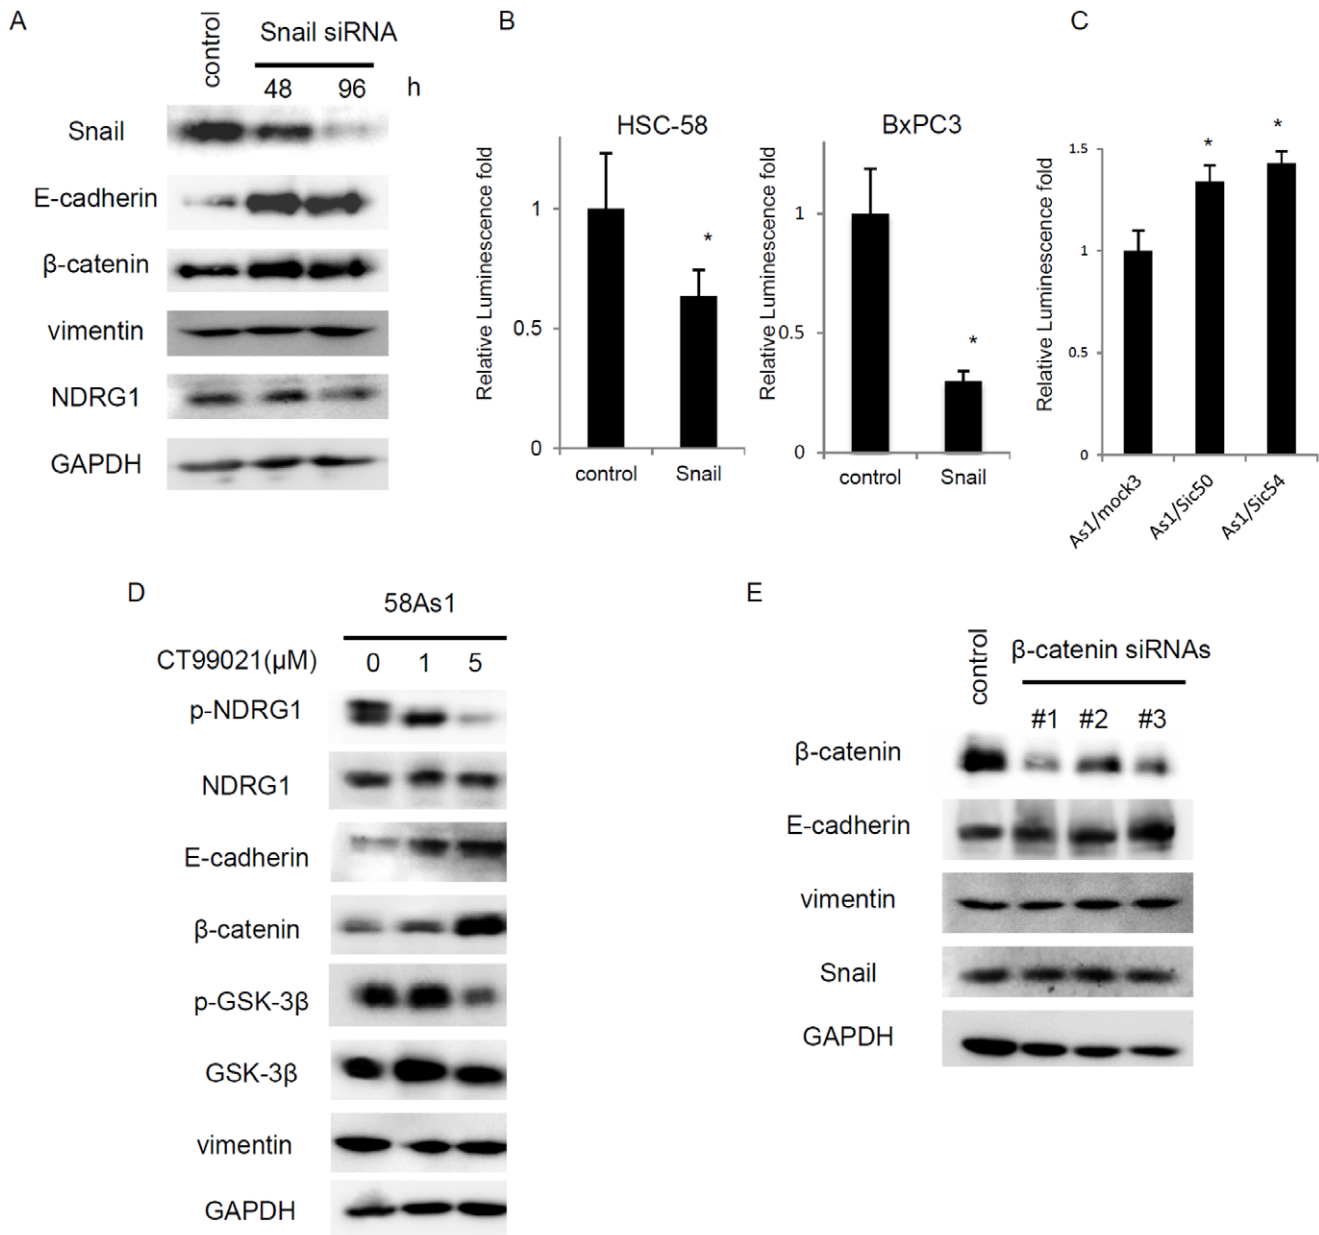 A
control
Snail siRNA
48 96 h
Snail
E-cadherin
β-catenin
vimentin
NDRG1
GAPDH
B
HSC-58
Relative Luminescence fold
1
0.5
0
control Snail
*
BxPC3
Relative Luminescence fold
1
0.5
0
control Snail
*
C
Relative Luminescence fold
1.5
1
0.5
0
* *
As1/mock3
As1/Sic50
As1/Sic54
D
58As1
CT99021(μM) 0 1 5
p-NDRG1
NDRG1
E-cadherin
β-catenin
p-GSK-3β
GSK-3β
vimentin
GAPDH
E
control
β-catenin siRNAs
#1 #2 #3
β-catenin
E-cadherin
vimentin
Snail
GAPDH